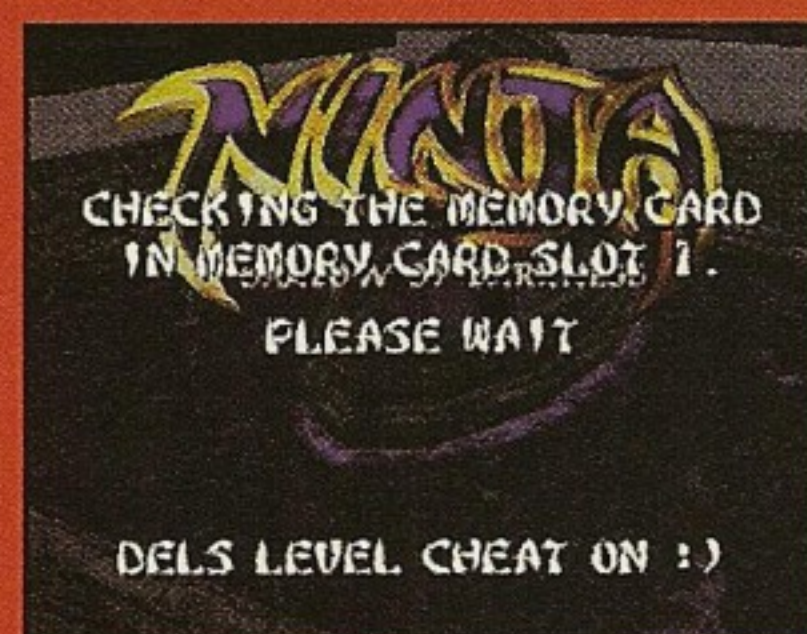 NINJA
CHECKING THE MEMORY CARD
IN MEMORY CARD SLOT 1.
PLEASE WAIT
DELS LEVEL CHEAT ON :)